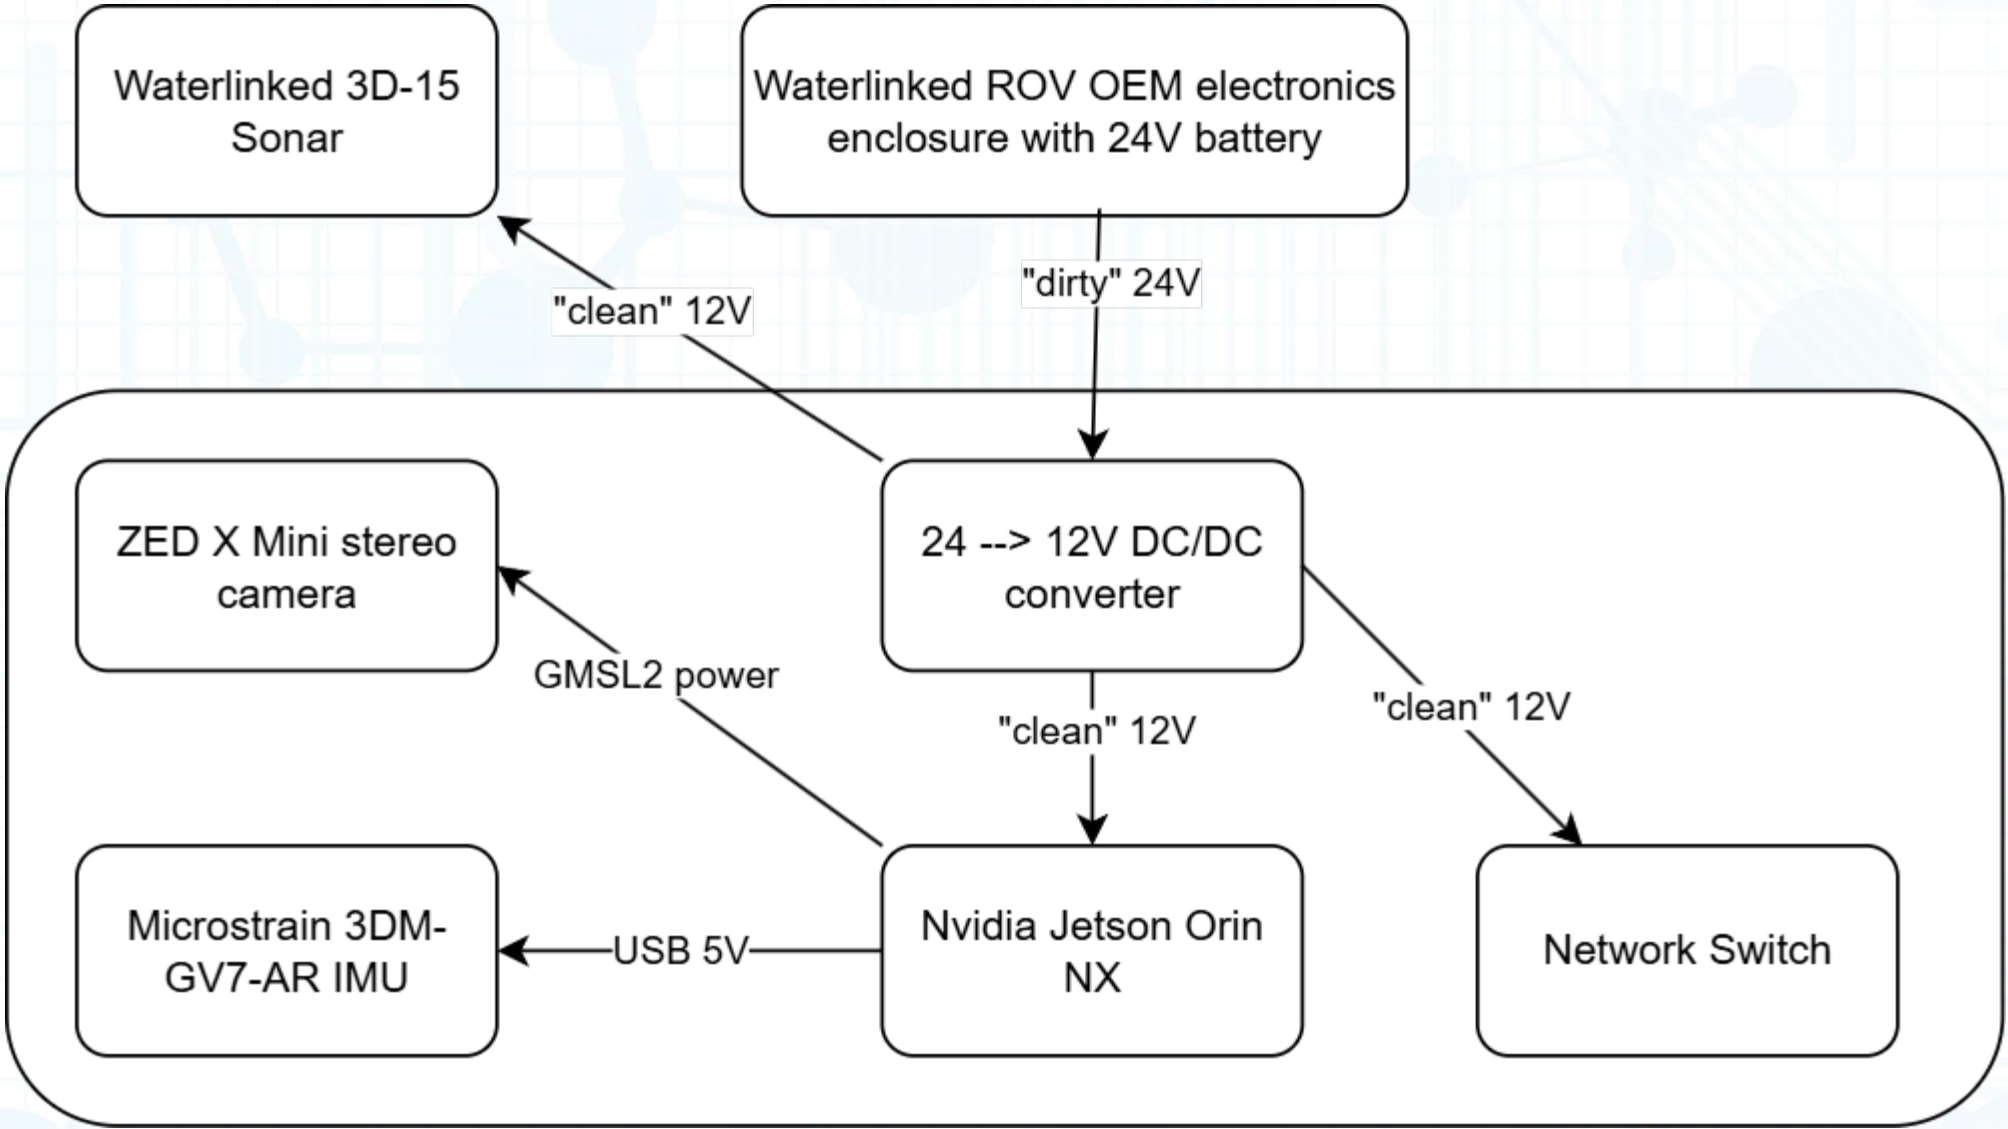 Waterlinked 3D-15
Sonar
Waterlinked ROV OEM electronics
enclosure with 24V battery
"dirty" 24V
"clean" 12V
ZED X Mini stereo
camera
24 --> 12V DC/DC
converter
GMSL2 power
"clean" 12V
"clean" 12V
Microstrain 3DM-
GV7-AR IMU
USB 5V
Nvidia Jetson Orin
NX
Network Switch